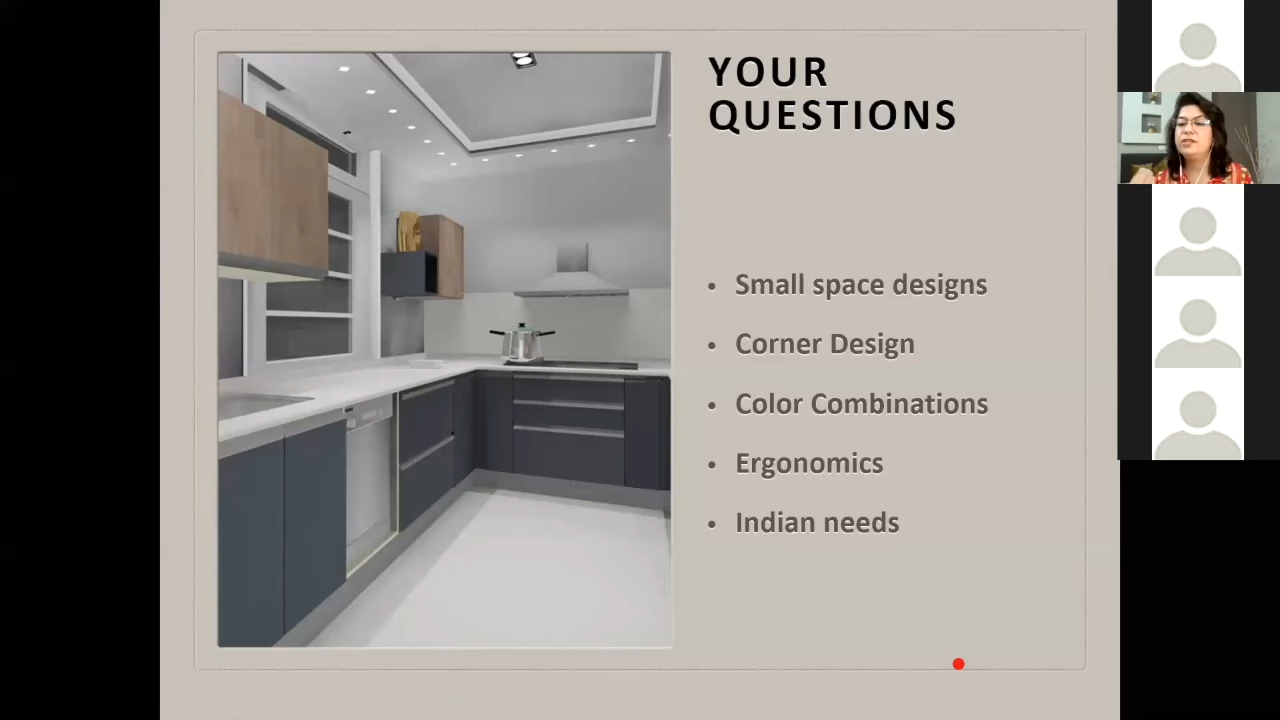 YOUR
QUESTIONS
• Small space designs
• Corner Design
• Color Combinations
• Ergonomics
• Indian needs